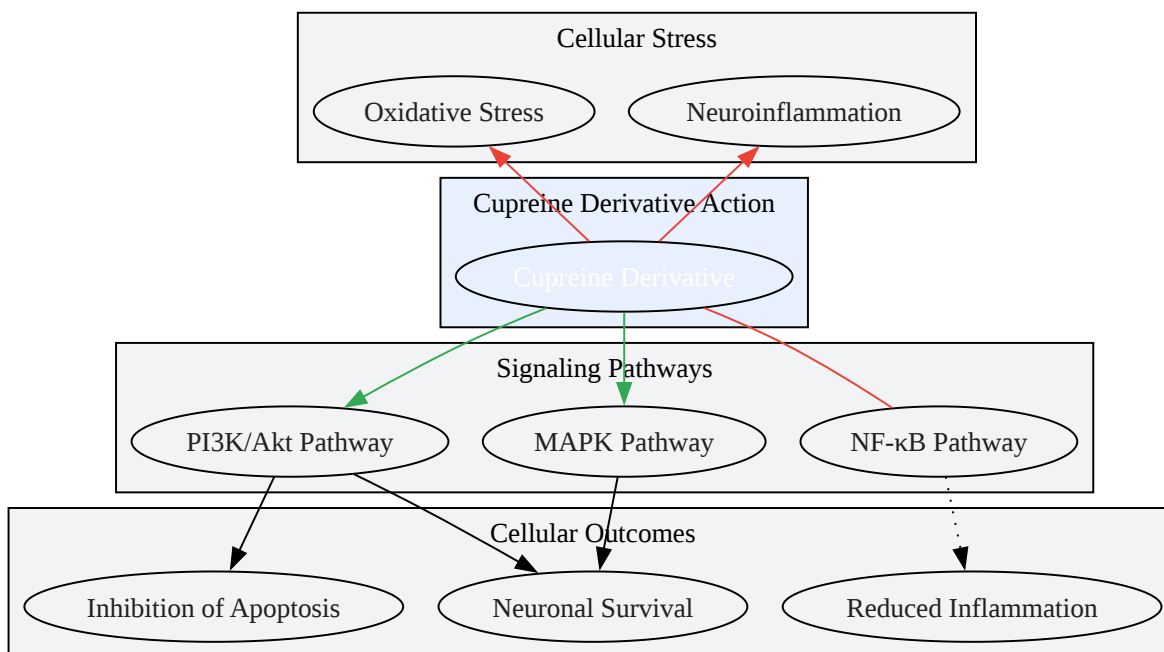 Cellular Stress
Oxidative Stress
Neuroinflammation
Cupreine Derivative Action
Cupreine Derivative
Signaling Pathways
PI3K/Akt Pathway
MAPK Pathway
NF-κB Pathway
Cellular Outcomes
Inhibition of Apoptosis
Neuronal Survival
Reduced Inflammation